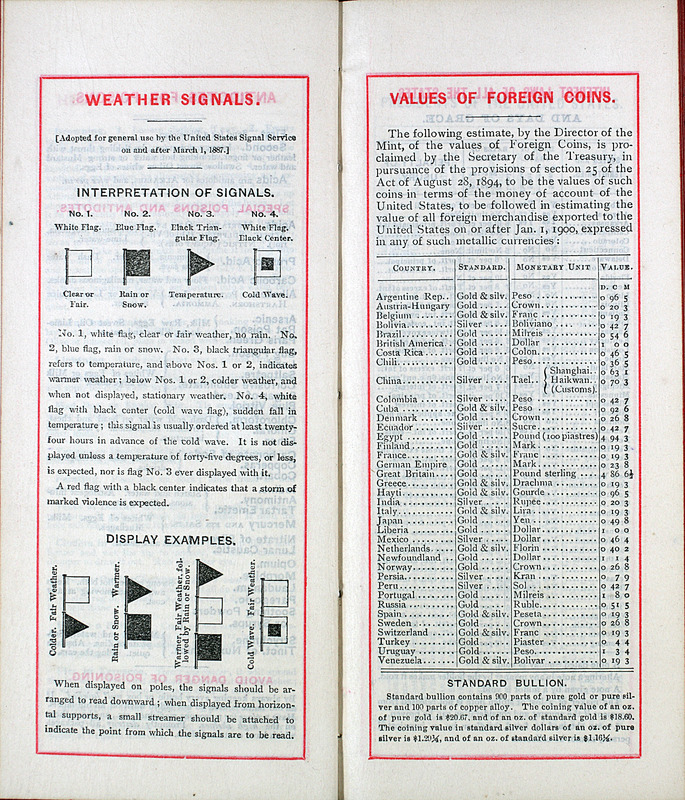 WEATHER SIGNALS.
[Adopted for general use by the United States Signal Service
on and after March 1, 1887.]
INTERPRETATION OF SIGNALS.
No. 1. No. 2. No. 3. No. 4.
White Flag. Blue Flag. Black Trian- White Flag.
gular Flag. Black Center.
Clear or Rain or Temperature. Cold Wave.
Fair. Snow.
No. 1, white flag, clear or fair weather, no rain. No.
2, blue flag, rain or snow. No. 3, black triangular flag,
refers to temperature, and above Nos. 1 or 2, indicates
warmer weather; below Nos. 1 or 2, colder weather, and
when not displayed, stationary weather. No. 4, white
flag with black center (cold wave flag), sudden fall in
temperature; this signal is usually ordered at least twenty-
four hours in advance of the cold wave. It is not dis-
played unless a temperature of forty-five degrees, or less,
is expected, nor is flag No. 3 ever displayed with it.
A red flag with a black center indicates that a storm of
marked violence is expected.
DISPLAY EXAMPLES.
Colder. Fair Weather.
Rain or Snow. Warmer.
Warmer, Fair Weather, fol-
lowed by Rain or Snow.
Cold Wave. Fair Weather.
When displayed on poles, the signals should be ar-
ranged to read downward; when displayed from horizon-
tal supports, a small streamer should be attached to
indicate the point from which the signals are to be read.
VALUES OF FOREIGN COINS.
The following estimate, by the Director of the
Mint, of the values of Foreign Coins, is pro-
claimed by the Secretary of the Treasury, in
pursuance of the provisions of section 25 of the
Act of August 28, 1894, to be the values of such
coins in terms of the money of account of the
United States, to be followed in estimating the
value of all foreign merchandise exported to the
United States on or after Jan. 1, 1900, expressed
in any of such metallic currencies:
COUNTRY. STANDARD. MONETARY UNIT VALUE.
D. C M
Argentine Rep.. Gold & silv. Peso 0 96 5
Austria-Hungary Gold Crown 0 20 3
Belgium Gold & silv. Franc 0 19 3
Bolivia Silver Boliviano 0 42 7
Brazil Gold Milreis 0 54 6
British America Gold Dollar 1 0 0
Costa Rica Gold Colon 0 46 5
Chili Gold Peso 0 36 5
China Silver Tael { Shanghai. 0 63 1
Haikwan. 0 70 3
(Customs).
Colombia Silver Peso 0 42 7
Cuba Gold & silv. Peso 0 92 6
Denmark Gold Crown 0 26 8
Ecuador Silver Sucre 0 42 7
Egypt Gold Pound (100 piastres) 4 94 3
Finland Gold Mark 0 19 3
France Gold & silv. Franc 0 19 3
German Empire Gold Mark 0 23 8
Great Britain Gold Pound sterling 4 86 6½
Greece Gold & silv. Drachma 0 19 3
Hayti Gold & silv. Gourde 0 96 5
India Silver Rupee 0 20 3
Italy Gold & silv. Lira 0 19 3
Japan Gold Yen 0 49 8
Liberia Gold Dollar 1 0 0
Mexico Silver Dollar 0 46 4
Netherlands Gold & silv. Florin 0 40 2
Newfoundland Gold Dollar 1 1 4
Norway Gold Crown 0 26 8
Persia Silver Kran 0 7 9
Peru Silver Sol 0 42 7
Portugal Gold Milreis 1 8 0
Russia Gold Ruble 0 51 5
Spain Gold & silv. Peseta 0 19 3
Sweden Gold Crown 0 26 8
Switzerland Gold & silv. Franc 0 19 3
Turkey Gold Piaster 0 4 4
Uruguay Gold Peso 1 3 4
Venezuela Gold & silv. Bolivar 0 19 3
STANDARD BULLION.
Standard bullion contains 900 parts of pure gold or pure sil-
ver and 100 parts of copper alloy. The coining value of an oz.
of pure gold is $20.67, and of an oz. of standard gold is $18.60.
The coining value in standard silver dollars of an oz. of pure
silver is $1.29¼, and of an oz. of standard silver is $1.16⅓.